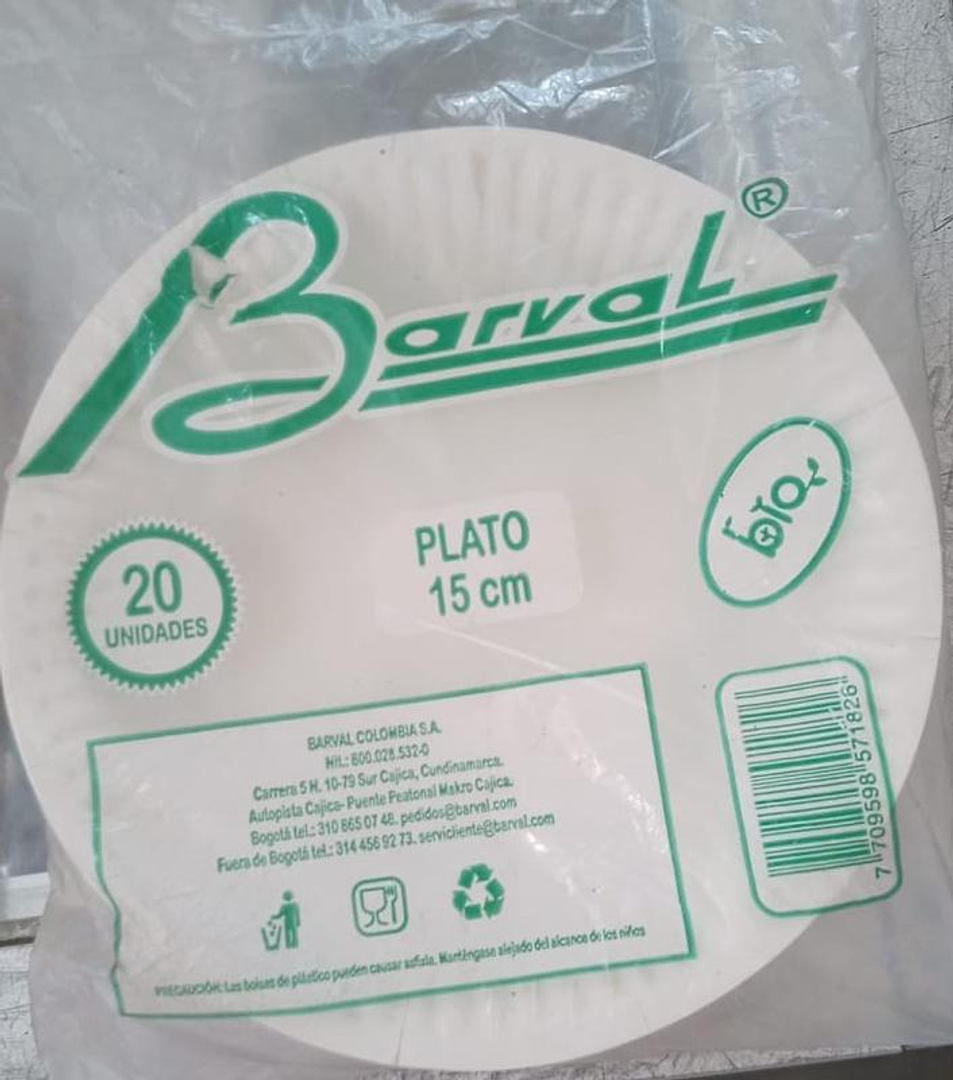 Barval ®
bio
PLATO
15 cm
20
UNIDADES
BARVAL COLOMBIA S.A.
Nit.: 800.028.532-0
Carrera 5 N. 10-79 Sur Cajica, Cundinamarca.
Autopista Cajica- Puente Peatonal Makro Cajica.
Bogotá tel.: 310 865 07 48. pedidos@barval.com
Fuera de Bogotá tel.: 314 456 92 73. servicliente@barval.com
PRECAUCIÓN: Las bolsas de plástico pueden causar asfixia. Manténgase alejado del alcance de los niños
7 709598 571826